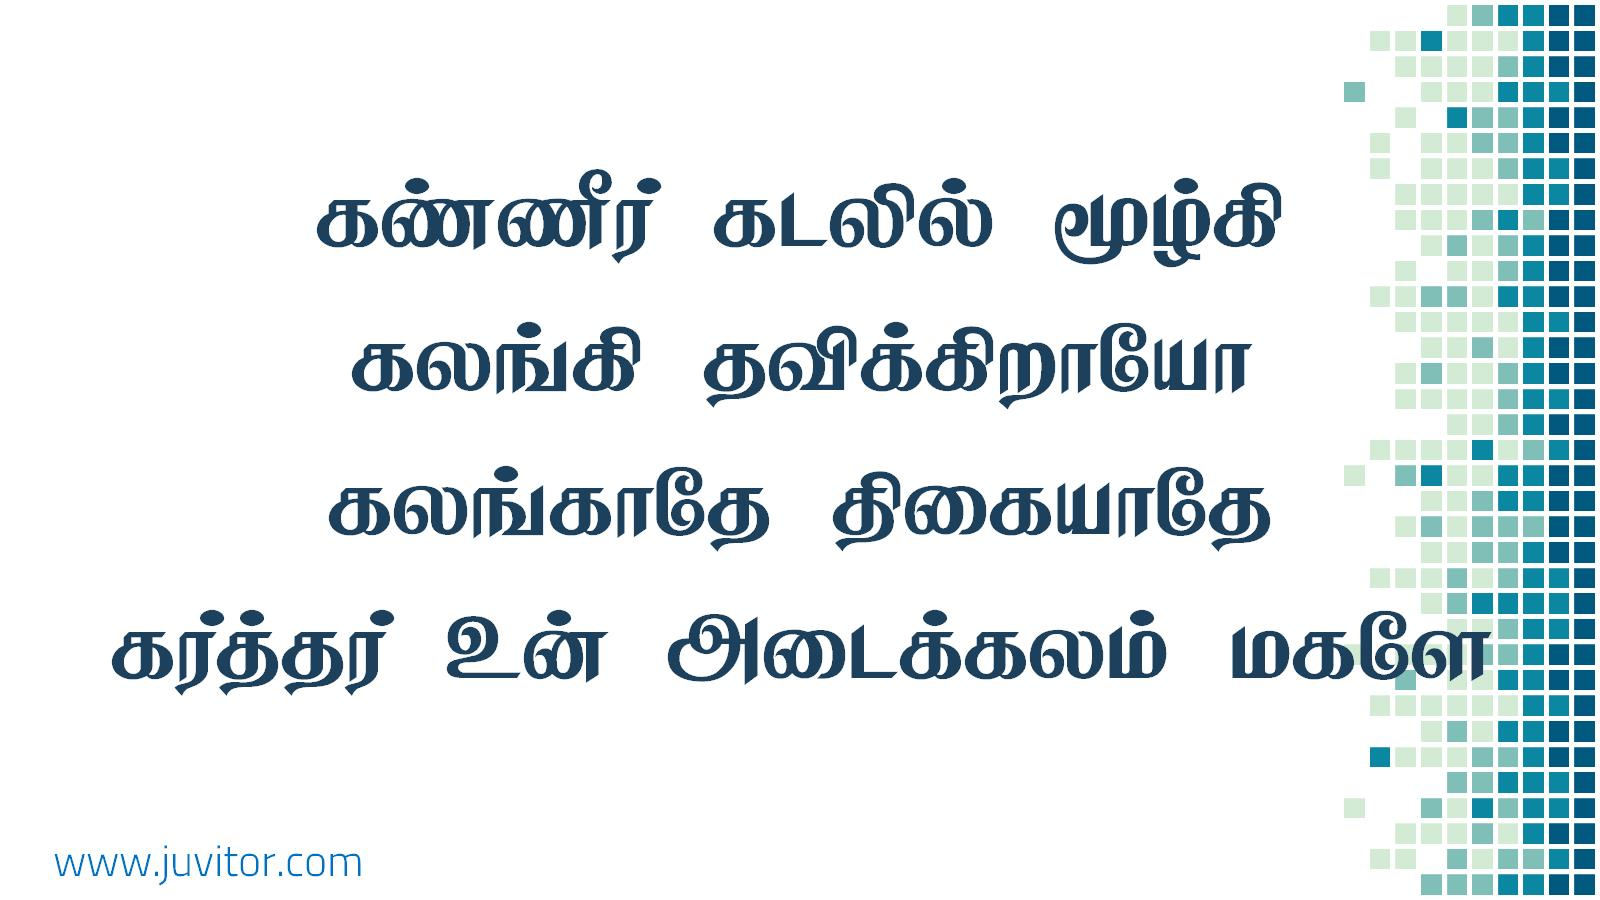 கண்ணீர் கடலில் மூழ்கி
கலங்கி தவிக்கிறாயோ
கலங்காதே திகையாதே
கர்த்தர் உன் அடைக்கலம் மகளே
www.juvitor.com